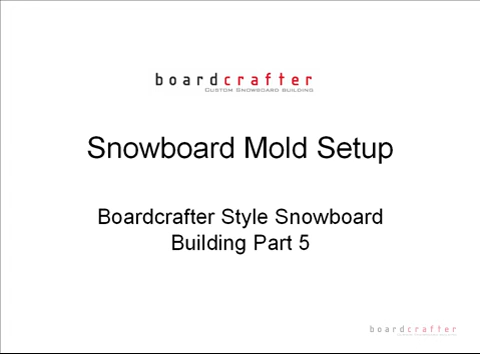 boardcrafter
CUSTOM SNOWBOARD BUILDING
Snowboard Mold Setup
Boardcrafter Style Snowboard
Building Part 5
boardcrafter